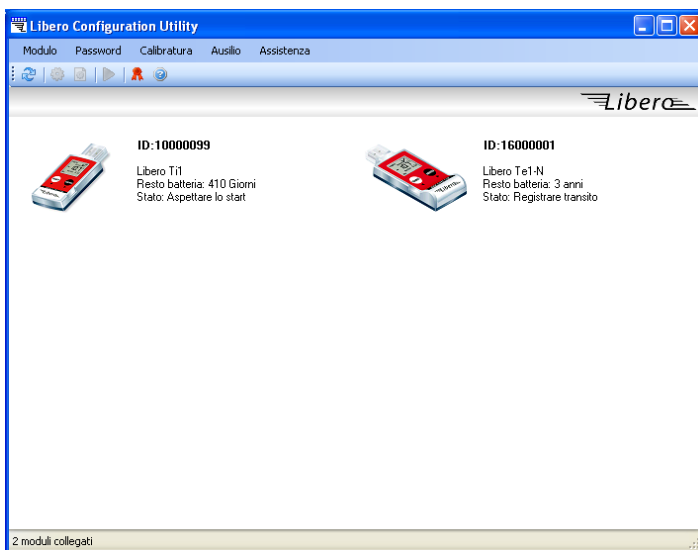 Libero Configuration Utility
Modulo Password Calibratura Ausilio Assistenza
Libero
ID:10000099
Libero Ti1
Resto batteria: 410 Giorni
Stato: Aspettare lo start
ID:16000001
Libero Te1-N
Resto batteria: 3 anni
Stato: Registrare transito
2 moduli collegati